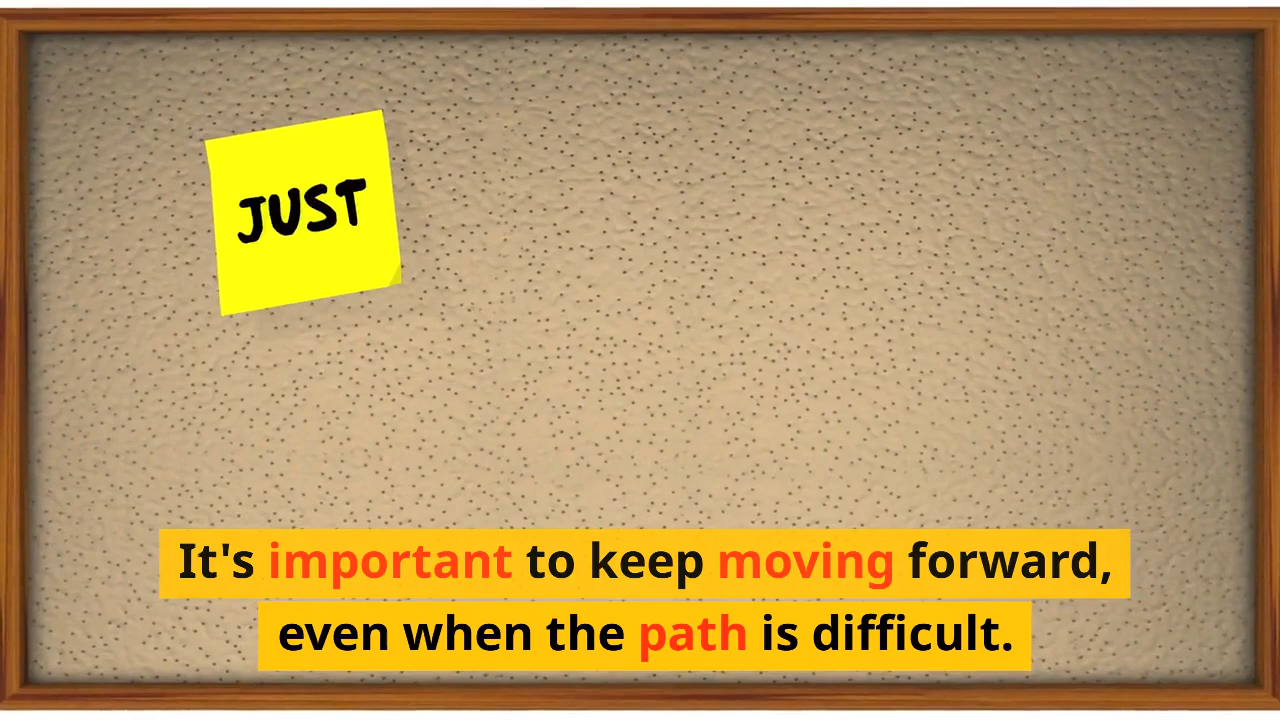 JUST
It's important to keep moving forward,
even when the path is difficult.